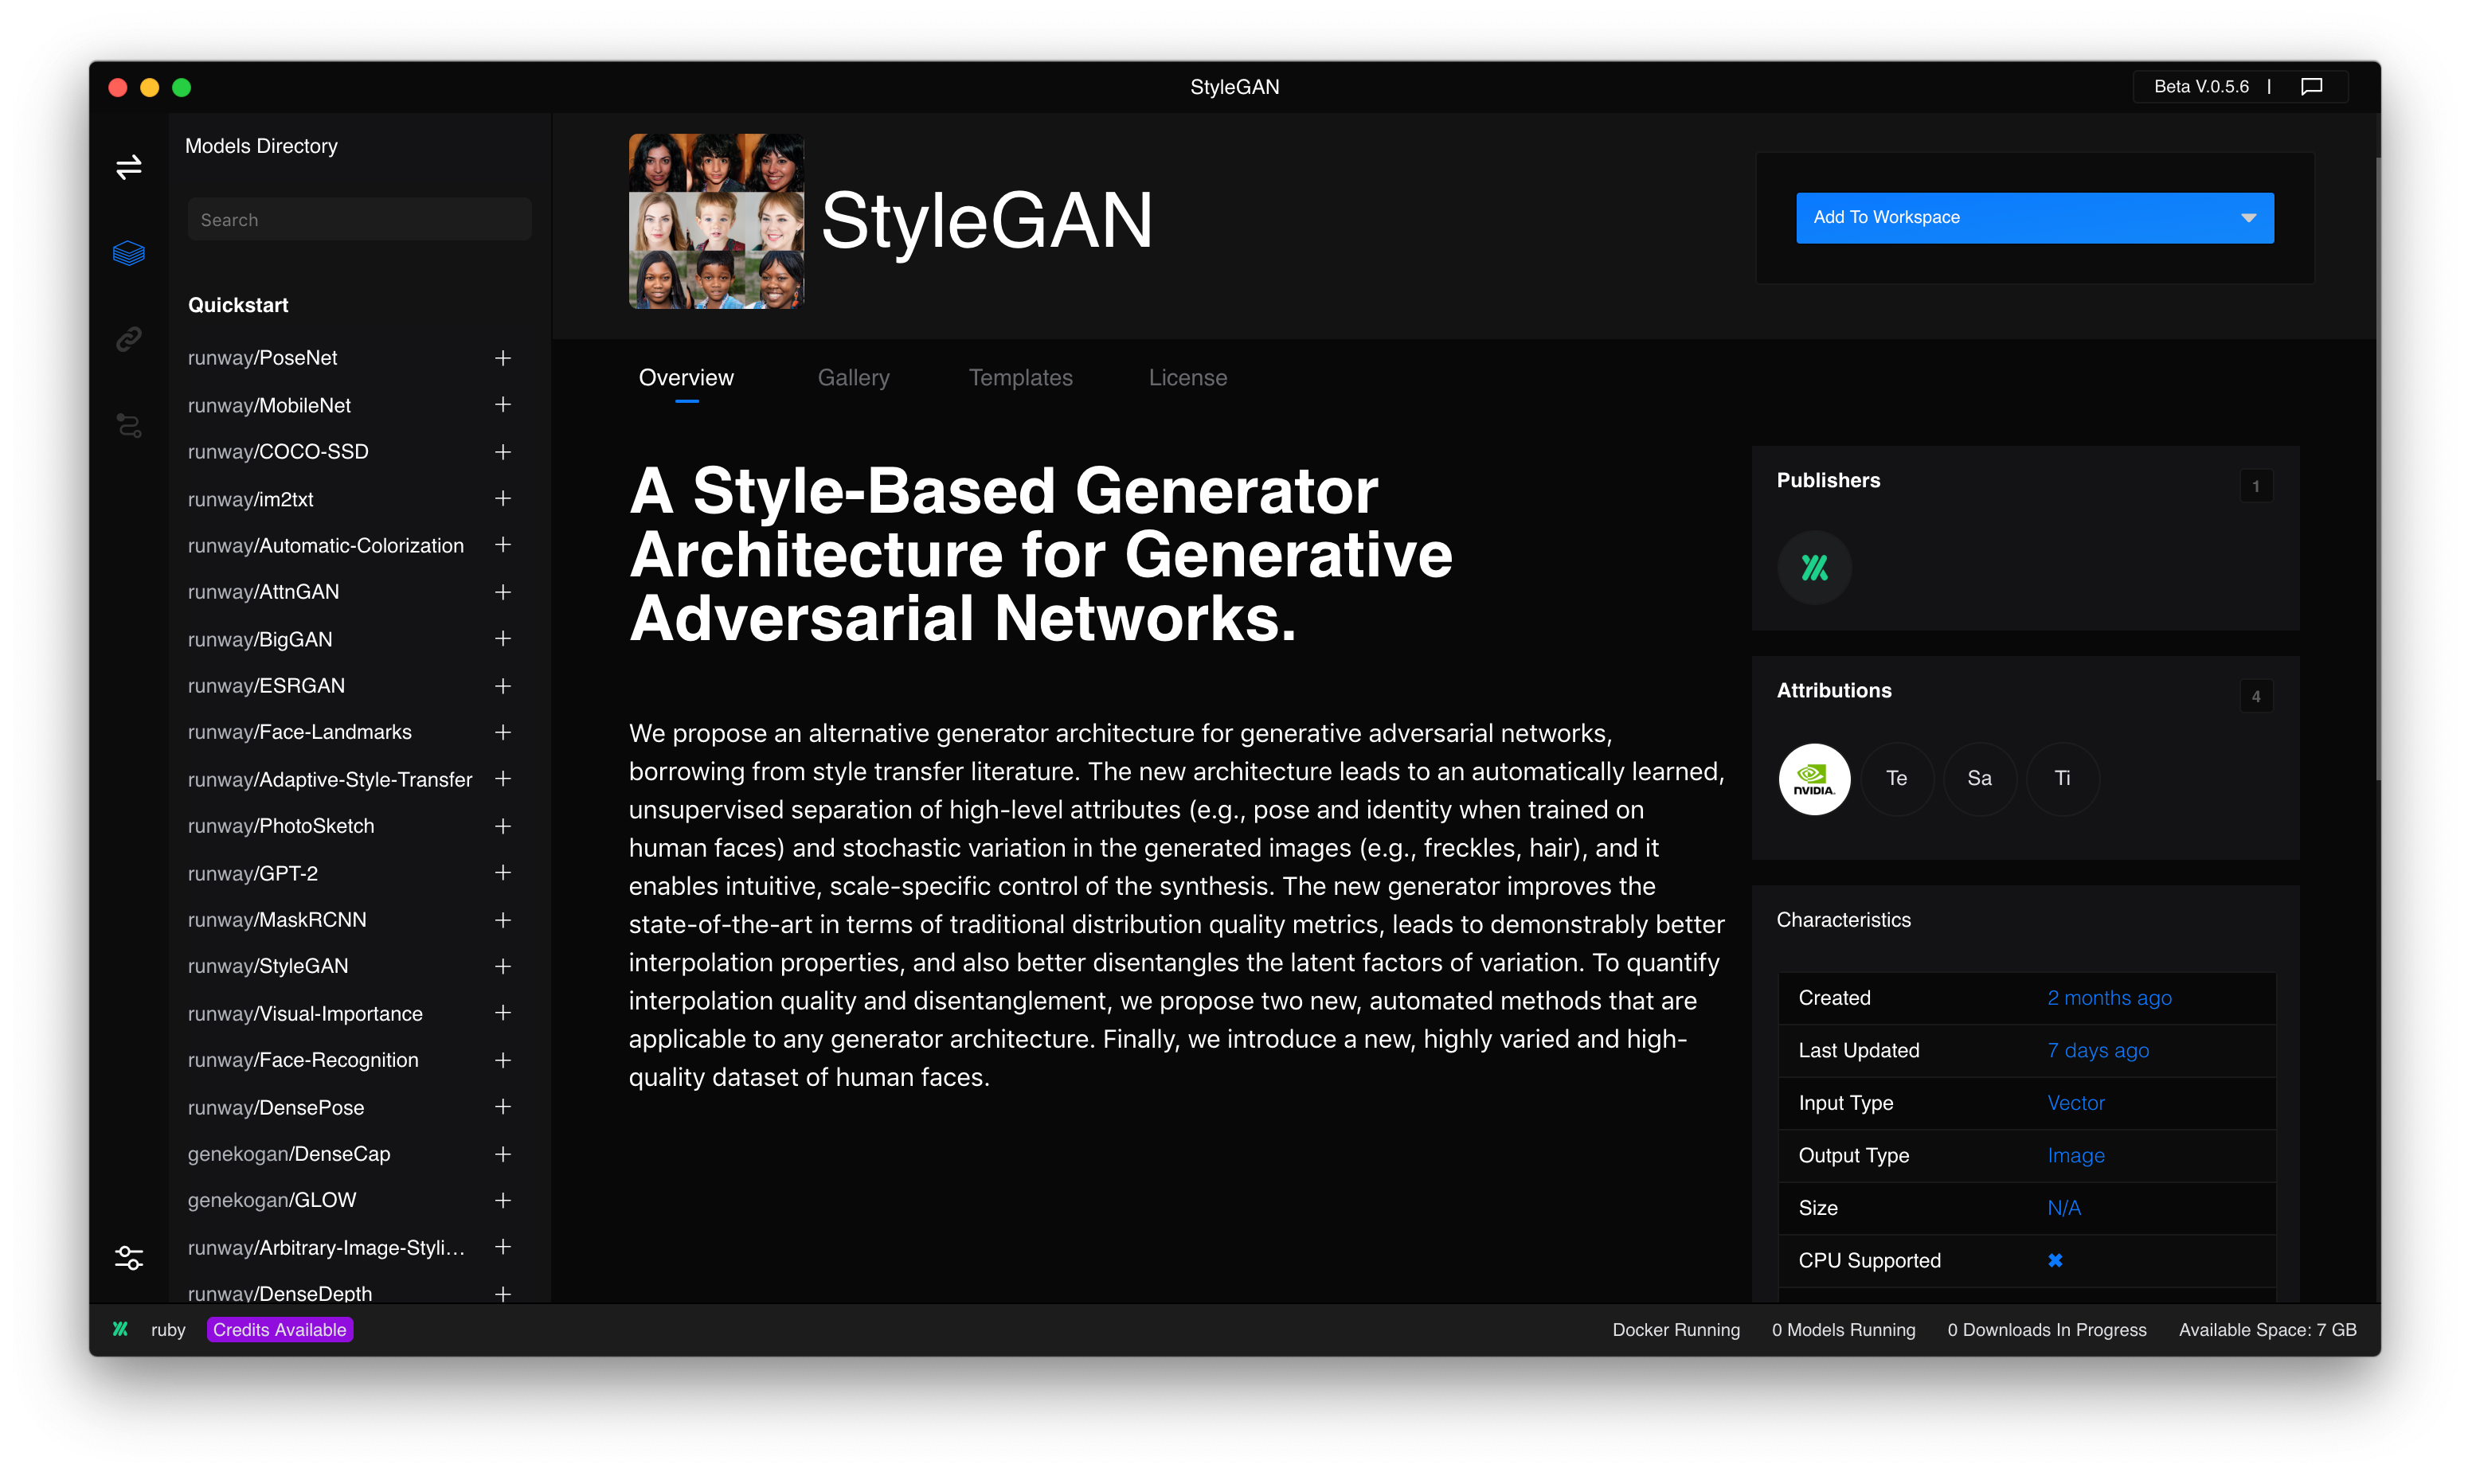 StyleGAN
Beta V.0.5.6 |
Models Directory
Search
Quickstart
runway/PoseNet
runway/MobileNet
runway/COCO-SSD
runway/im2txt
runway/Automatic-Colorization
runway/AttnGAN
runway/BigGAN
runway/ESRGAN
runway/Face-Landmarks
runway/Adaptive-Style-Transfer
runway/PhotoSketch
runway/GPT-2
runway/MaskRCNN
runway/StyleGAN
runway/Visual-Importance
runway/Face-Recognition
runway/DensePose
genekogan/DenseCap
genekogan/GLOW
runway/Arbitrary-Image-Styli...
runway/DenseDepth
StyleGAN
Add To Workspace
Overview Gallery Templates License
A Style-Based Generator
Architecture for Generative
Adversarial Networks.
We propose an alternative generator architecture for generative adversarial networks,
borrowing from style transfer literature. The new architecture leads to an automatically learned,
unsupervised separation of high-level attributes (e.g., pose and identity when trained on
human faces) and stochastic variation in the generated images (e.g., freckles, hair), and it
enables intuitive, scale-specific control of the synthesis. The new generator improves the
state-of-the-art in terms of traditional distribution quality metrics, leads to demonstrably better
interpolation properties, and also better disentangles the latent factors of variation. To quantify
interpolation quality and disentanglement, we propose two new, automated methods that are
applicable to any generator architecture. Finally, we introduce a new, highly varied and high-
quality dataset of human faces.
Publishers 1
Attributions 4
NVIDIA. Te Sa Ti
Characteristics
Created 2 months ago
Last Updated 7 days ago
Input Type Vector
Output Type Image
Size N/A
CPU Supported
ruby Credits Available
Docker Running 0 Models Running 0 Downloads In Progress Available Space: 7 GB